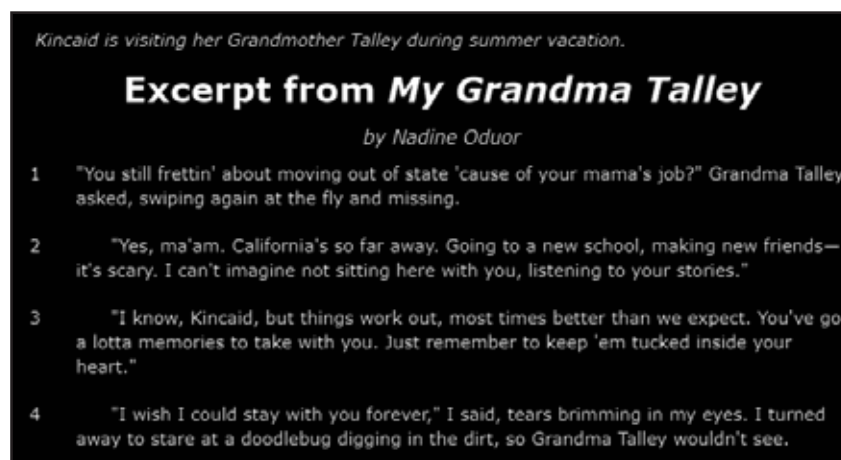 Kincaid is visiting her Grandmother Talley during summer vacation.
Excerpt from My Grandma Talley
by Nadine Oduor
1 "You still frettin' about moving out of state 'cause of your mama's job?" Grandma Talley
asked, swiping again at the fly and missing.
2 "Yes, ma'am. California's so far away. Going to a new school, making new friends—
it's scary. I can't imagine not sitting here with you, listening to your stories."
3 "I know, Kincaid, but things work out, most times better than we expect. You've go
a lotta memories to take with you. Just remember to keep 'em tucked inside your
heart."
4 "I wish I could stay with you forever," I said, tears brimming in my eyes. I turned
away to stare at a doodlebug digging in the dirt, so Grandma Talley wouldn't see.